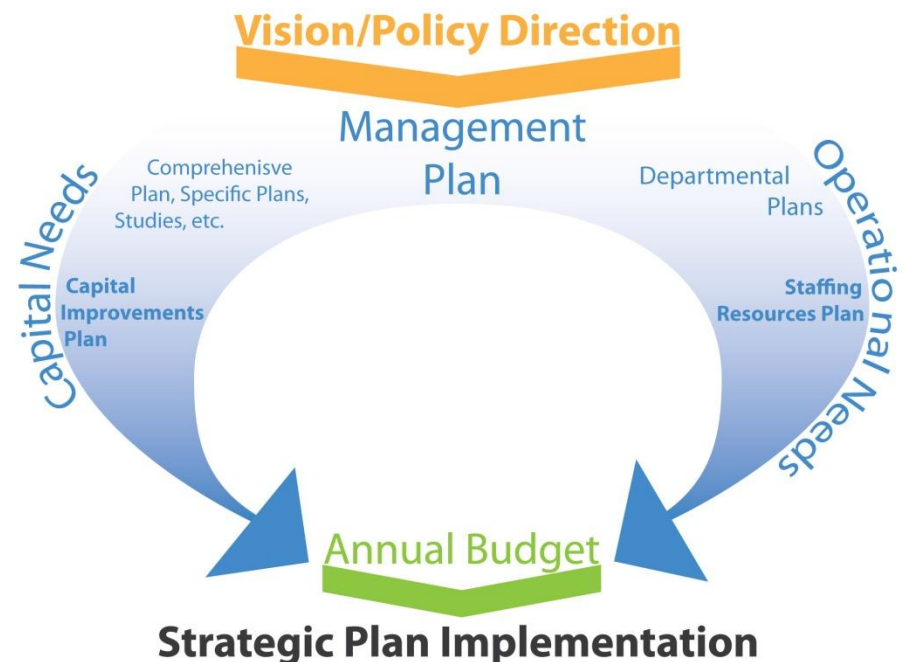 Vision/Policy Direction
Management
Plan
Capital Needs
Comprehenisve
Plan, Specific Plans,
Studies, etc.
Capital
Improvements
Plan
Operational Needs
Departmental
Plans
Staffing
Resources Plan
Annual Budget
Strategic Plan Implementation